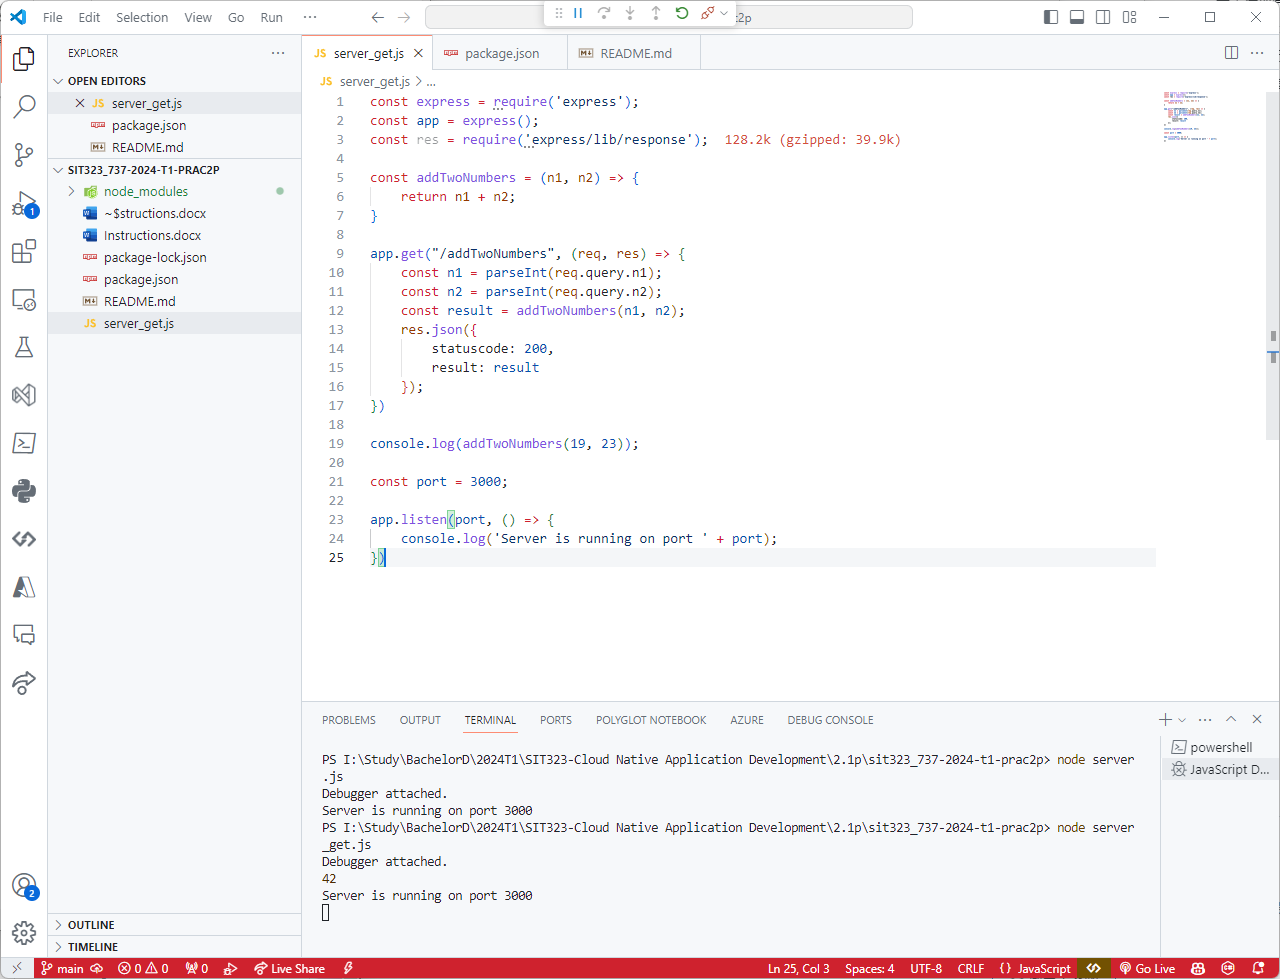 File Edit Selection View Go Run ··· t2p
EXPLORER ···
OPEN EDITORS
JS server_get.js
package.json
README.md
SIT323_737-2024-T1-PRAC2P
node_modules
~$structions.docx
Instructions.docx
package-lock.json
package.json
README.md
JS server_get.js
OUTLINE
TIMELINE
1
2
JS server_get.js package.json README.md
JS server_get.js > ...
1 const express = require('express');
2 const app = express();
3 const res = require('express/lib/response'); 128.2k (gzipped: 39.9k)
4
5 const addTwoNumbers = (n1, n2) => {
6 return n1 + n2;
7 }
8
9 app.get("/addTwoNumbers", (req, res) => {
10 const n1 = parseInt(req.query.n1);
11 const n2 = parseInt(req.query.n2);
12 const result = addTwoNumbers(n1, n2);
13 res.json({
14 statuscode: 200,
15 result: result
16 });
17 })
18
19 console.log(addTwoNumbers(19, 23));
20
21 const port = 3000;
22
23 app.listen(port, () => {
24 console.log('Server is running on port ' + port);
25 })
PROBLEMS OUTPUT TERMINAL PORTS POLYGLOT NOTEBOOK AZURE DEBUG CONSOLE
PS I:\Study\BachelorD\2024T1\SIT323-Cloud Native Application Development\2.1p\sit323_737-2024-t1-prac2p> node server
.js
Debugger attached.
Server is running on port 3000
PS I:\Study\BachelorD\2024T1\SIT323-Cloud Native Application Development\2.1p\sit323_737-2024-t1-prac2p> node server
_get.js
Debugger attached.
42
Server is running on port 3000
powershell
JavaScript D...
main 0 0 0 Live Share Ln 25, Col 3 Spaces: 4 UTF-8 CRLF {} JavaScript Go Live